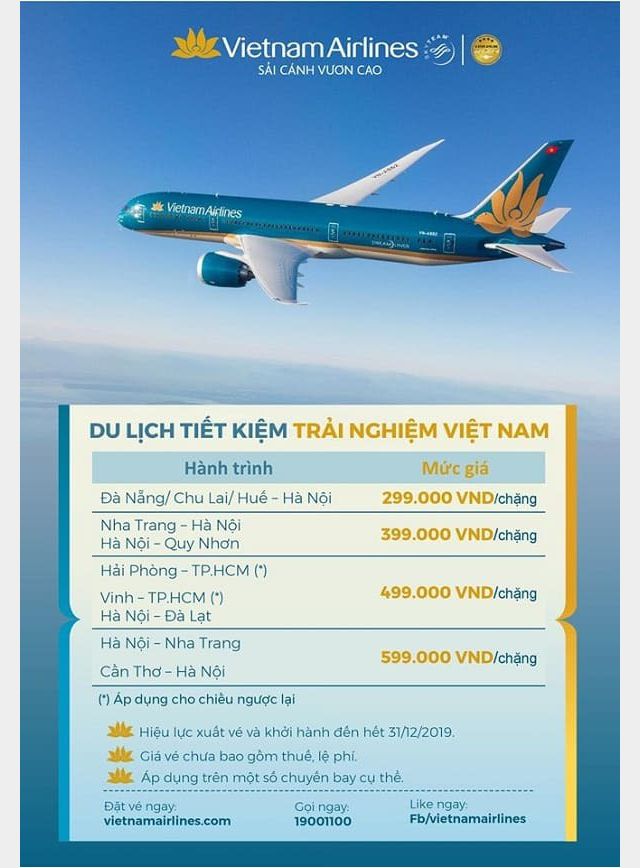 Vietnam Airlines
SKYTEAM
SẢI CÁNH VƯƠN CAO
VN-A862
Vietnam Airlines
VN-A862
DREAMLINER
DU LỊCH TIẾT KIỆM TRẢI NGHIỆM VIỆT NAM
Hành trình Mức giá
Đà Nẵng/ Chu Lai/ Huế – Hà Nội 299.000 VND/chặng
Nha Trang – Hà Nội
Hà Nội – Quy Nhơn
399.000 VND/chặng
Hải Phòng – TP.HCM (*)
Vinh – TP.HCM (*)
Hà Nội – Đà Lạt
499.000 VND/chặng
Hà Nội – Nha Trang
Cần Thơ – Hà Nội
599.000 VND/chặng
(*) Áp dụng cho chiều ngược lại
Hiệu lực xuất vé và khởi hành đến hết 31/12/2019.
Giá vé chưa bao gồm thuế, lệ phí.
Áp dụng trên một số chuyến bay cụ thể.
Đặt vé ngay:
vietnamairlines.com
Gọi ngay:
19001100
Like ngay:
Fb/vietnamairlines